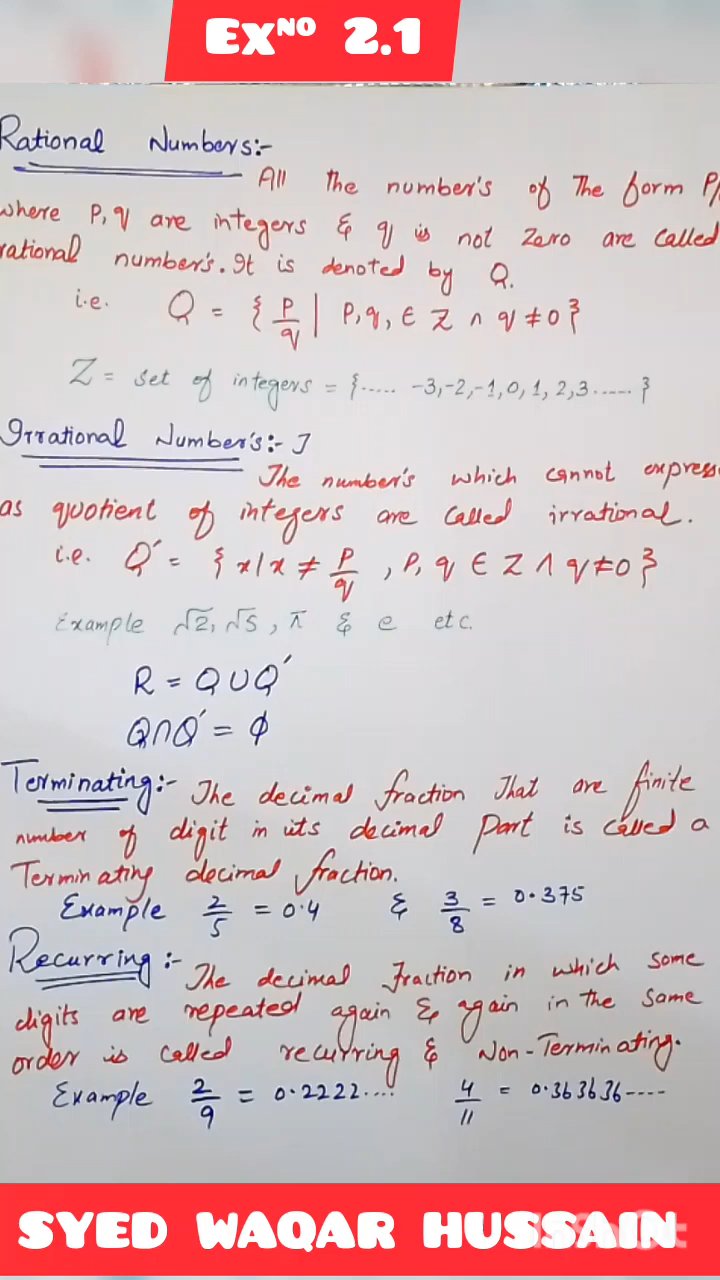 EXᴺᴼ 2.1
Rational Numbers:-
All the number's of The form P/
where P, q are integers & q is not zero are called
rational number's. It is denoted by Q.
i.e. Q = { P/q | P,q, ∈ Z ∧ q ≠ 0 }
Z = set of integers = {..... -3,-2,-1,0,1,2,3...... }
Irrational Number's:- I
The number's which cannot express
as quotient of integers are called irrational.
i.e. Q′ = { x/x ≠ P/q , P, q ∈ Z ∧ q ≠ 0 }
Example √2, √5, π & e etc.
R = Q ∪ Q′
Q ∩ Q′ = ϕ
Terminating:- The decimal fraction That are finite
number of digit in its decimal Part is called a
Terminating decimal fraction.
Example 2/5 = 0.4 & 3/8 = 0.375
Recurring:- The decimal fraction in which some
digits are repeated again & again in the same
order is called recurring & Non-Terminating.
Example 2/9 = 0.2222.... 4/11 = 0.363636----
SYED WAQAR HUSSAIN